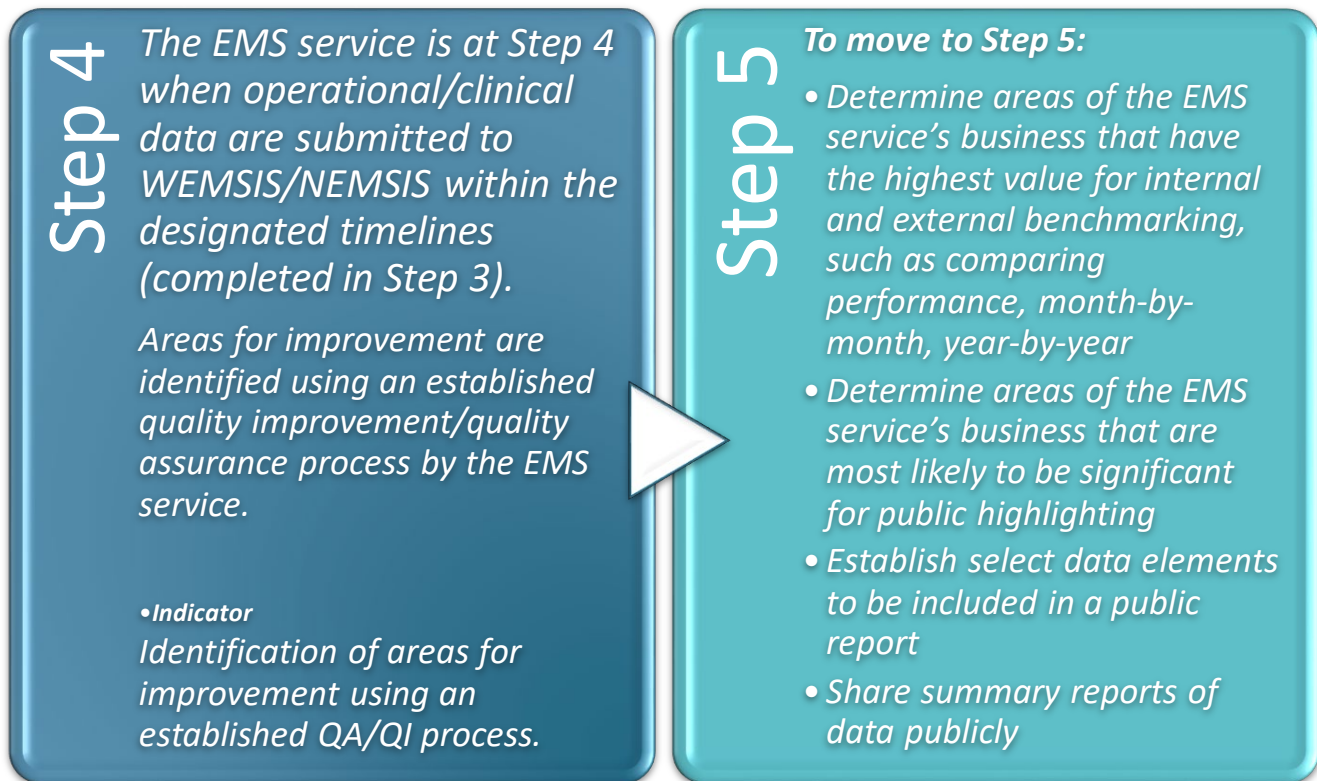 Step 4
The EMS service is at Step 4
when operational/clinical
data are submitted to
WEMSIS/NEMSIS within the
designated timelines
(completed in Step 3).
Areas for improvement are
identified using an established
quality improvement/quality
assurance process by the EMS
service.
•Indicator
Identification of areas for
improvement using an
established QA/QI process.
Step 5
To move to Step 5:
• Determine areas of the EMS
service's business that have
the highest value for internal
and external benchmarking,
such as comparing
performance, month-by-
month, year-by-year
• Determine areas of the EMS
service's business that are
most likely to be significant
for public highlighting
• Establish select data elements
to be included in a public
report
• Share summary reports of
data publicly